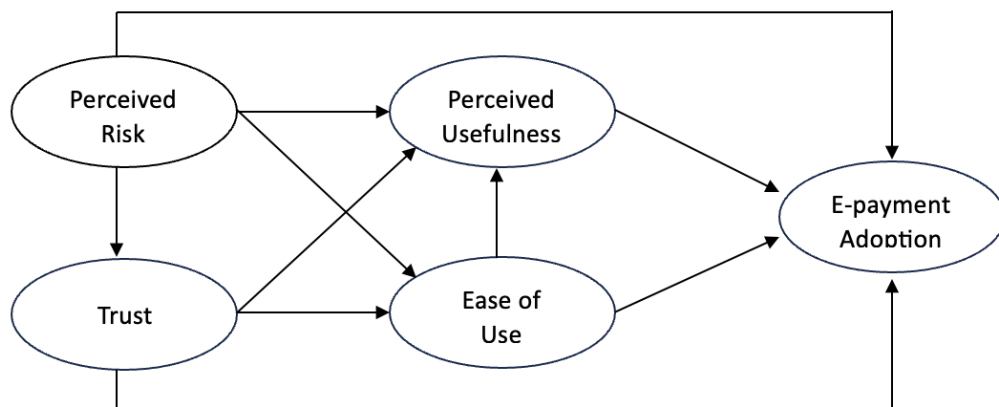 Perceived
Risk
Perceived
Usefulness
E-payment
Adoption
Trust
Ease of
Use